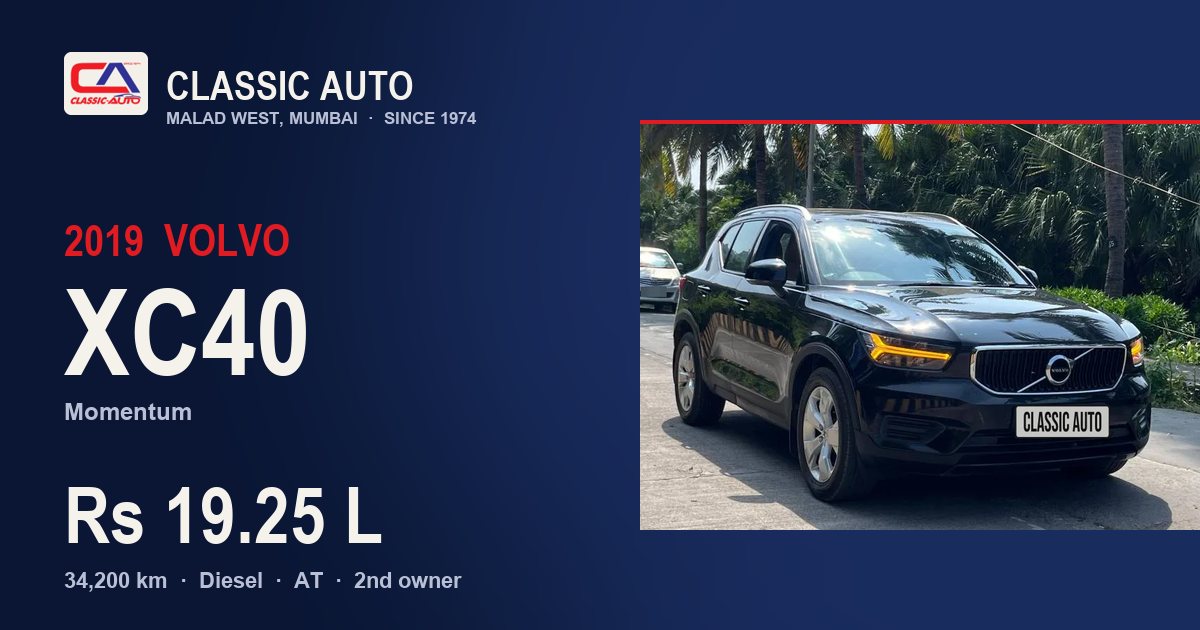 CA
CLASSIC-AUTO
CLASSIC AUTO
MALAD WEST, MUMBAI · SINCE 1974
2019 VOLVO
XC40
Momentum
Rs 19.25 L
34,200 km · Diesel · AT · 2nd owner
VOLVO
CLASSIC AUTO